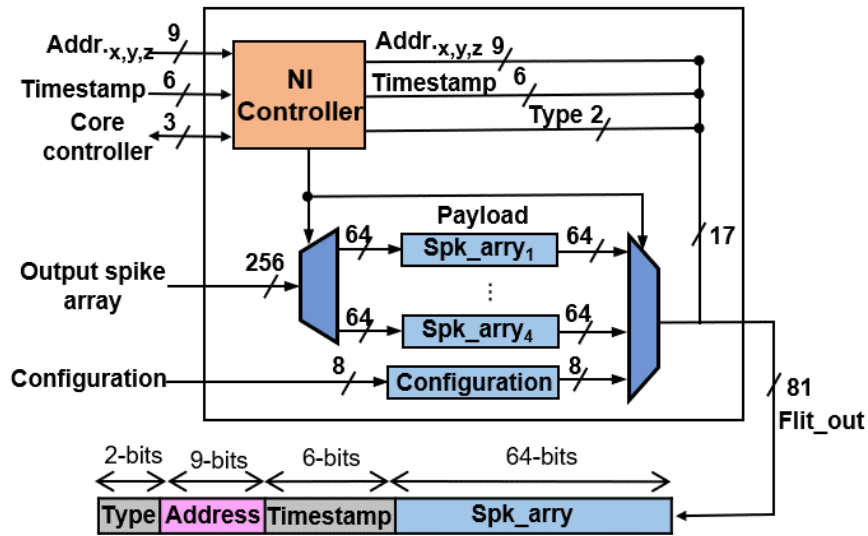 Addr.x,y,z 9
Timestamp 6
Core controller 3
NI Controller
Addr.x,y,z 9
Timestamp 6
Type 2
17
Payload
Output spike array 256
64 Spk_arry1 64
⋮
64 Spk_arry4 64
Configuration 8
Configuration 8
81
Flit_out
2-bits 9-bits 6-bits 64-bits
Type Address Timestamp Spk_arry